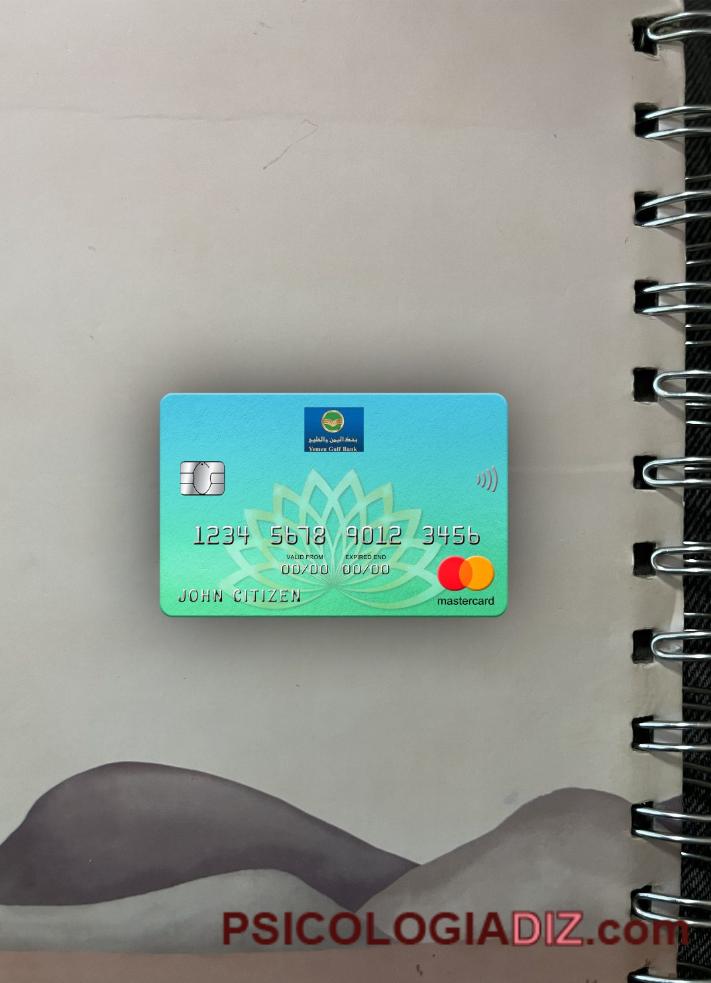 بنك اليمن والخليج
Yemen Gulf Bank
1234 5678 9012 3456
VALID FROM EXPIRED END
00/00 00/00
JOHN CITIZEN
mastercard
PSICOLOGIADIZ.com